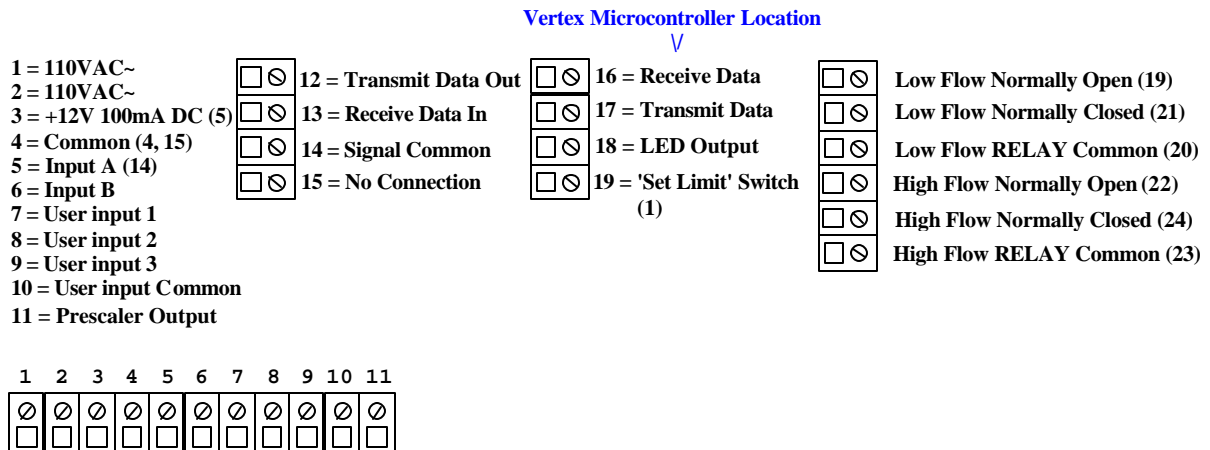 Vertex Microcontroller Location
\/
1 = 110VAC~
2 = 110VAC~
3 = +12V 100mA DC (5)
4 = Common (4, 15)
5 = Input A (14)
6 = Input B
7 = User input 1
8 = User input 2
9 = User input 3
10 = User input Common
11 = Prescaler Output
12 = Transmit Data Out
13 = Receive Data In
14 = Signal Common
15 = No Connection
16 = Receive Data
17 = Transmit Data
18 = LED Output
19 = 'Set Limit' Switch
(1)
Low Flow Normally Open (19)
Low Flow Normally Closed (21)
Low Flow RELAY Common (20)
High Flow Normally Open (22)
High Flow Normally Closed (24)
High Flow RELAY Common (23)
1 2 3 4 5 6 7 8 9 10 11